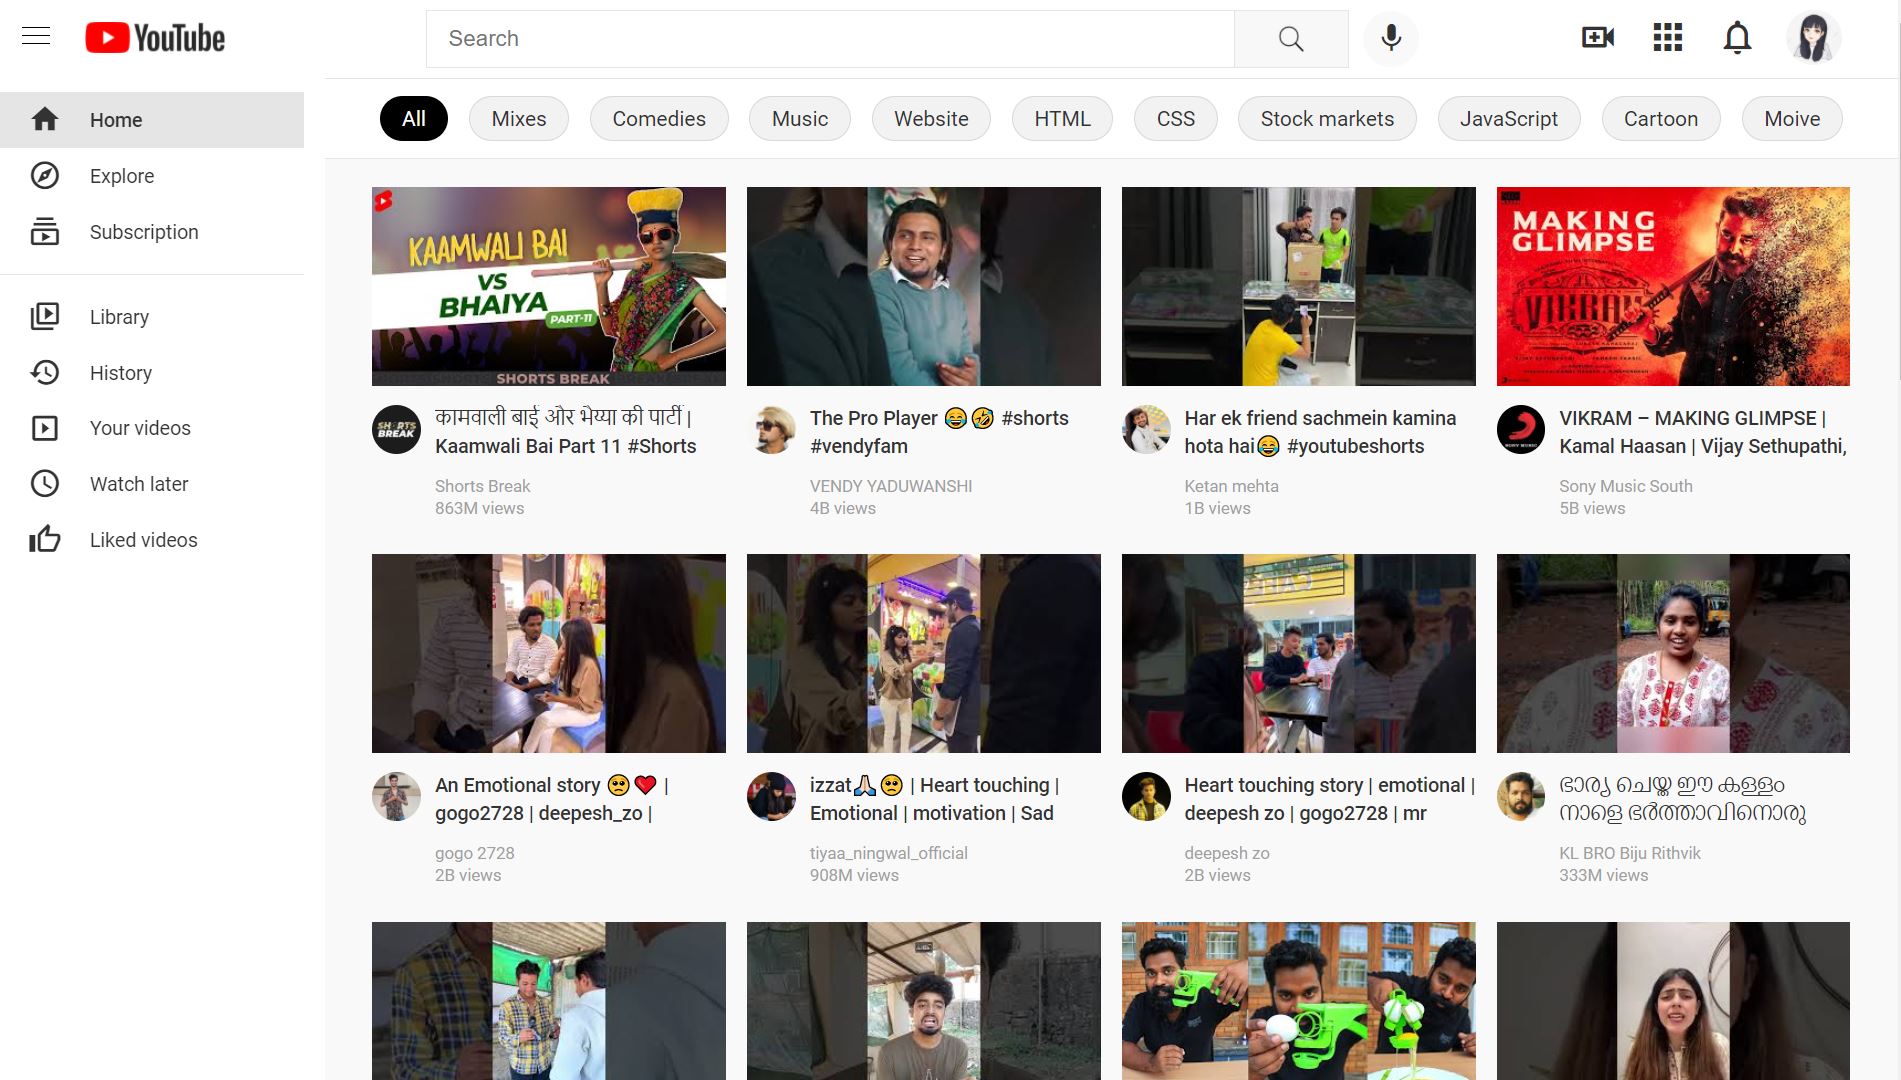 YouTube
Search
All
Mixes
Comedies
Music
Website
HTML
CSS
Stock markets
JavaScript
Cartoon
Moive
Home
Explore
Subscription
Library
History
Your videos
Watch later
Liked videos
KAAMWALI BAI
VS
BHAIYA
PART-11
SHORTS BREAK
MAKING
GLIMPSE
VIKRAM
SHORTS
BREAK
कामवाली बाई और भैय्या की पार्टी |
Kaamwali Bai Part 11 #Shorts
Shorts Break
863M views
The Pro Player 😂🤣 #shorts
#vendyfam
VENDY YADUWANSHI
4B views
Har ek friend sachmein kamina
hota hai😂 #youtubeshorts
Ketan mehta
1B views
SONY MUSIC
VIKRAM – MAKING GLIMPSE |
Kamal Haasan | Vijay Sethupathi,
Sony Music South
5B views
An Emotional story 🥺❤️ |
gogo2728 | deepesh_zo |
gogo 2728
2B views
izzat🙏🏻🥺 | Heart touching |
Emotional | motivation | Sad
tiyaa_ningwal_official
908M views
Heart touching story | emotional |
deepesh zo | gogo2728 | mr
deepesh zo
2B views
ഭാര്യ ചെയ്ത ഈ കള്ളം
നാളെ ഭർത്താവിനൊരു
KL BRO Biju Rithvik
333M views